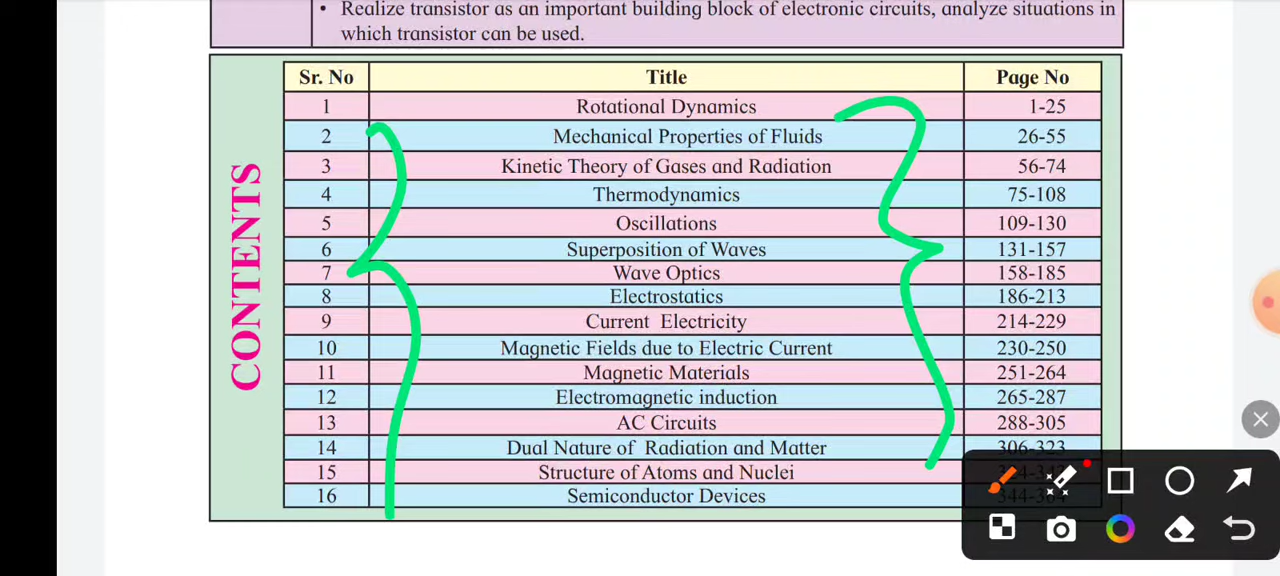 • Realize transistor as an important building block of electronic circuits, analyze situations in
which transistor can be used.
CONTENTS
Sr. No Title Page No
1 Rotational Dynamics 1-25
2 Mechanical Properties of Fluids 26-55
3 Kinetic Theory of Gases and Radiation 56-74
4 Thermodynamics 75-108
5 Oscillations 109-130
6 Superposition of Waves 131-157
7 Wave Optics 158-185
8 Electrostatics 186-213
9 Current Electricity 214-229
10 Magnetic Fields due to Electric Current 230-250
11 Magnetic Materials 251-264
12 Electromagnetic induction 265-287
13 AC Circuits 288-305
14 Dual Nature of Radiation and Matter 306-323
15 Structure of Atoms and Nuclei
16 Semiconductor Devices